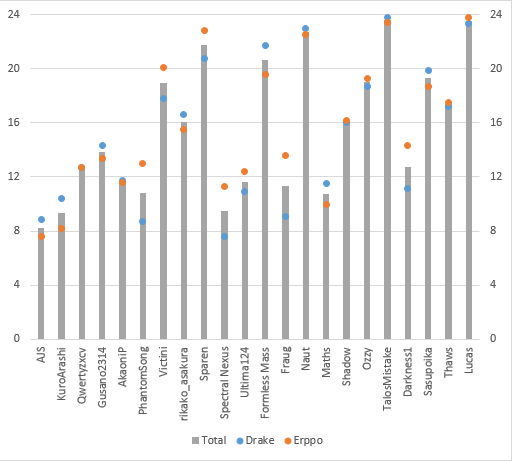 24
24
20
20
16
16
12
12
8
8
4
4
0
0
AJS
KuroArashi
Qwertyzxcv
Gusano2314
AkaoniP
PhantomSong
Victini
rikako_asakura
Sparen
Spectral Nexus
Ultima124
Formless Mass
Fraug
Naut
Maths
Shadow
Ozzy
TalosMistake
Darkness1
Sasupoika
Thaws
Lucas
Total Drake Erppo